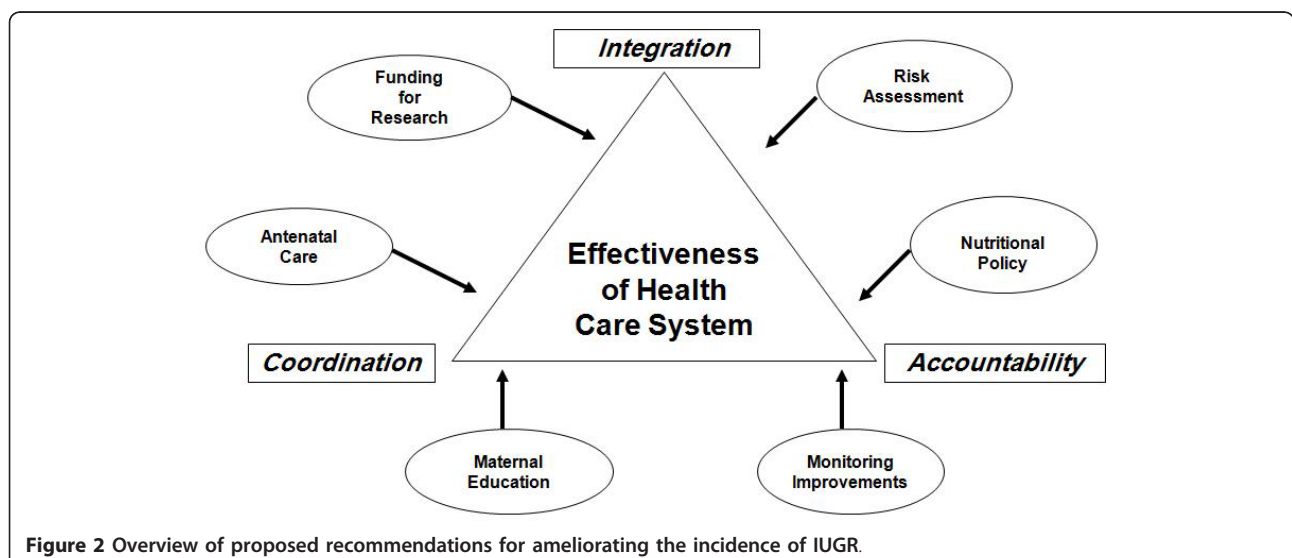 Integration
Funding
for
Research
Risk
Assessment
Antenatal
Care
Nutritional
Policy
Effectiveness
of Health
Care System
Coordination
Accountability
Maternal
Education
Monitoring
Improvements
Figure 2 Overview of proposed recommendations for ameliorating the incidence of IUGR.